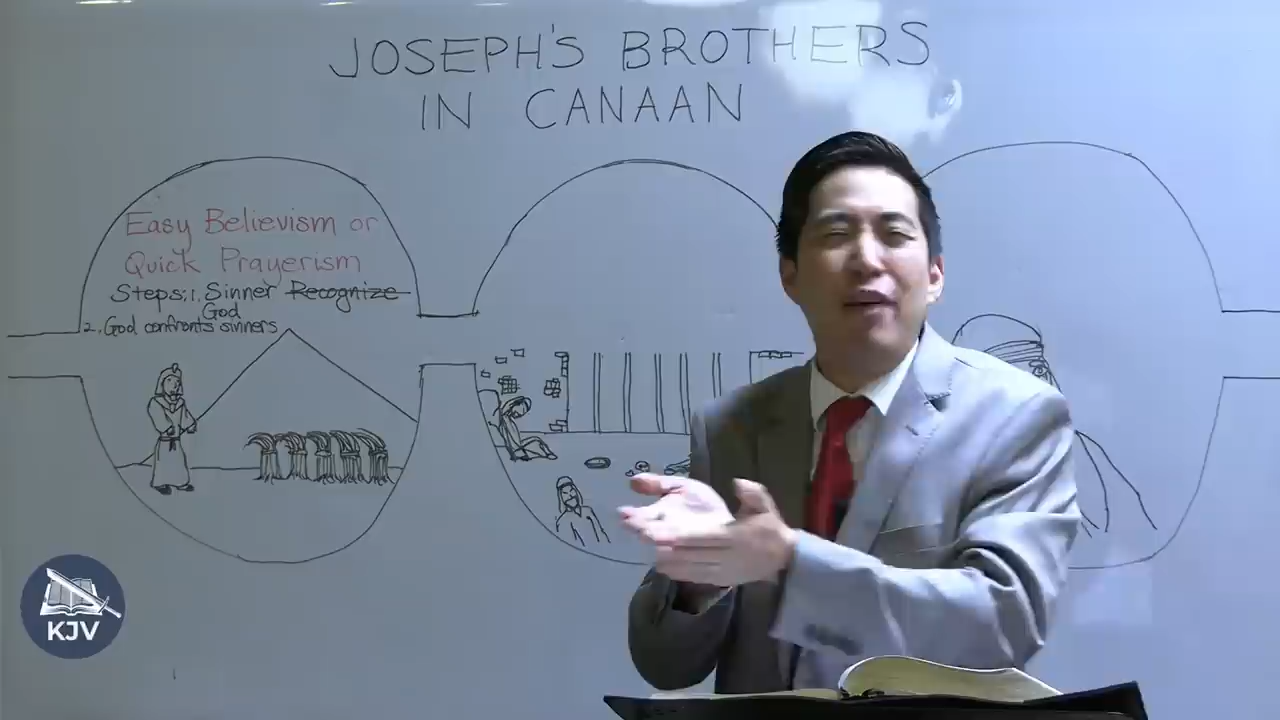 JOSEPH'S BROTHERS
IN CANAAN
Easy Believism or
Quick Prayerism
Steps: 1. Sinner Recognize
God
2. God confronts sinners
KJV